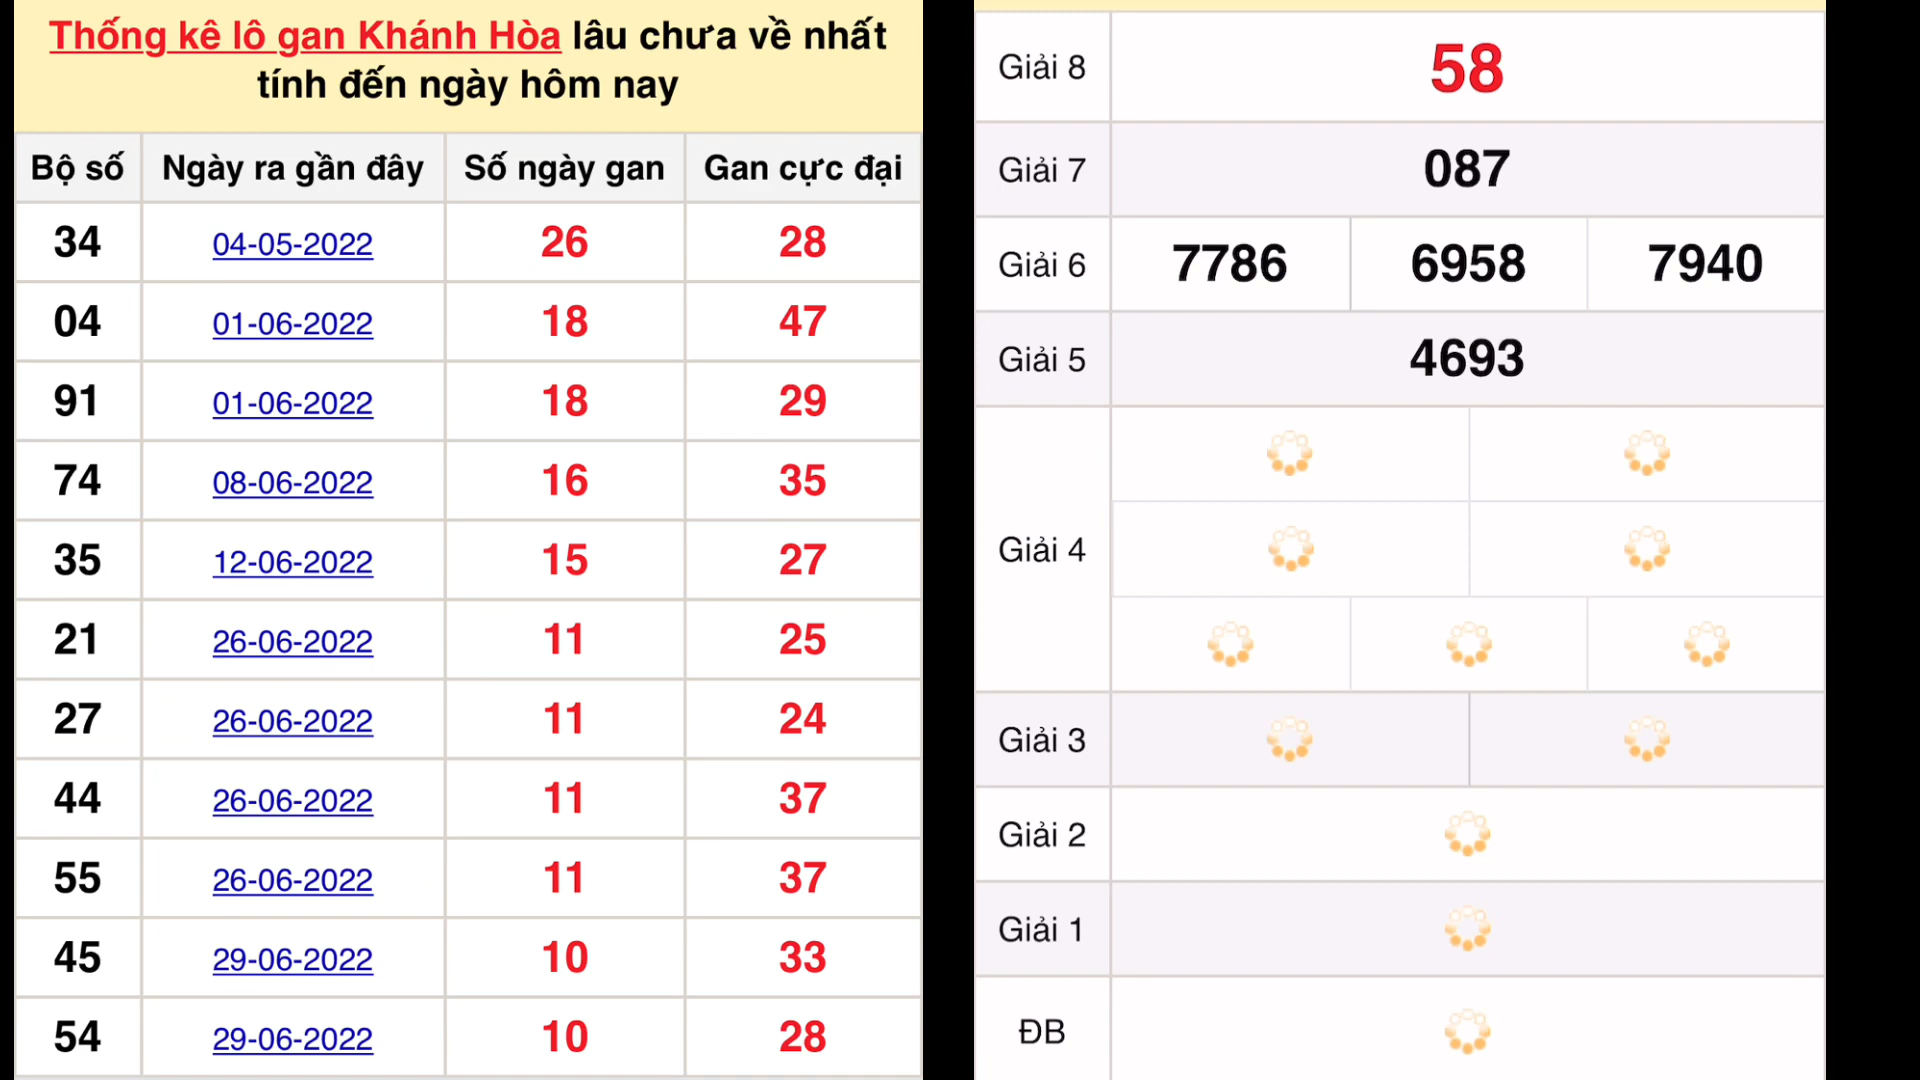 Thống kê lô gan Khánh Hòa lâu chưa về nhất
tính đến ngày hôm nay
Bộ số Ngày ra gần đây Số ngày gan Gan cực đại
34 04-05-2022 26 28
04 01-06-2022 18 47
91 01-06-2022 18 29
74 08-06-2022 16 35
35 12-06-2022 15 27
21 26-06-2022 11 25
27 26-06-2022 11 24
44 26-06-2022 11 37
55 26-06-2022 11 37
45 29-06-2022 10 33
54 29-06-2022 10 28
Giải 8 58
Giải 7 087
Giải 6 7786 6958 7940
Giải 5 4693
Giải 4
Giải 3
Giải 2
Giải 1
ĐB